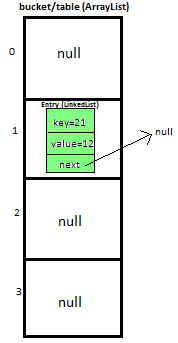 bucket/table (ArrayList)
0
null
Entry (LinkedList)
key=21
1
value=12
null
next
2
null
3
null